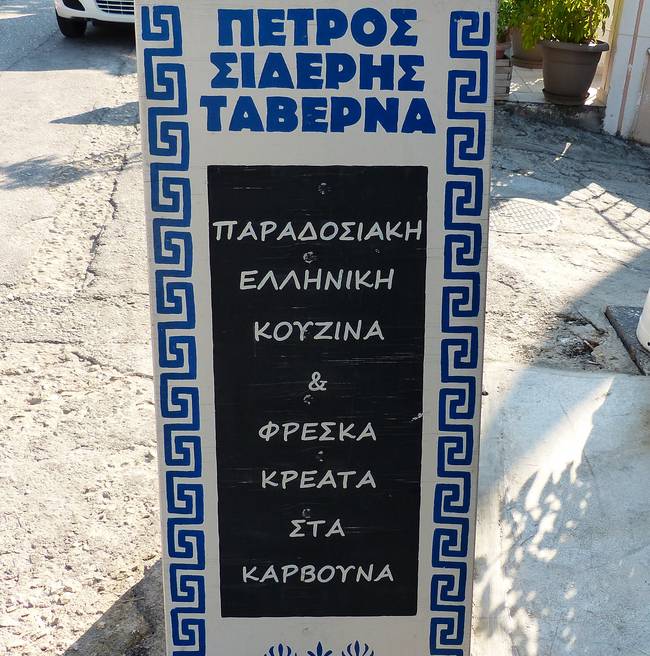 ΠΕΤΡΟΣ
ΣΙΔΕΡΗΣ
ΤΑΒΕΡΝΑ
ΠΑΡΑΔΟΣΙΑΚΗ
ΕΛΛΗΝΙΚΗ
ΚΟΥΖΙΝΑ
&
ΦΡΕΣΚΑ
ΚΡΕΑΤΑ
ΣΤΑ
ΚΑΡΒΟΥΝΑ